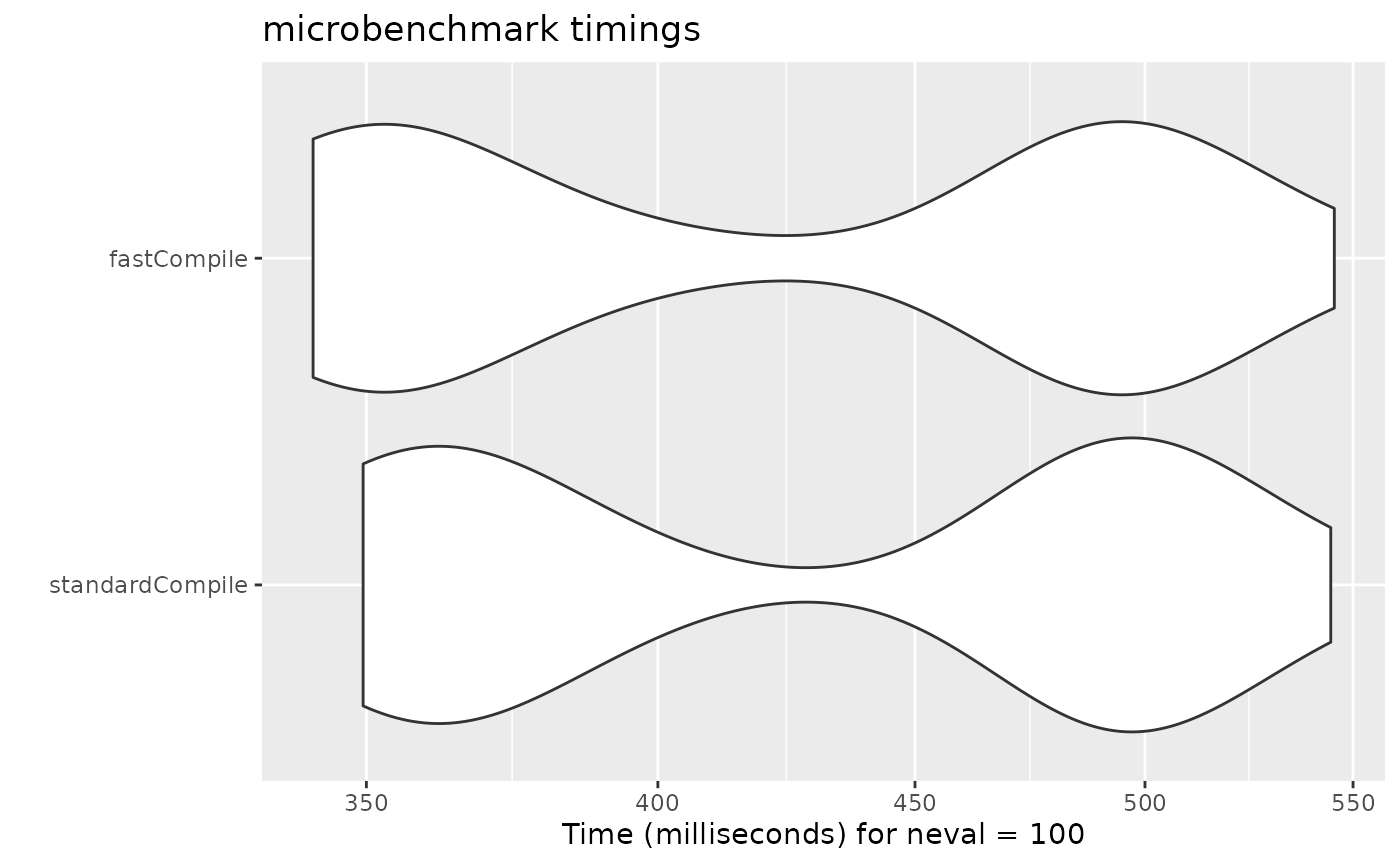 microbenchmark timings
fastCompile
standardCompile
350 400 450 500 550
Time (milliseconds) for neval = 100